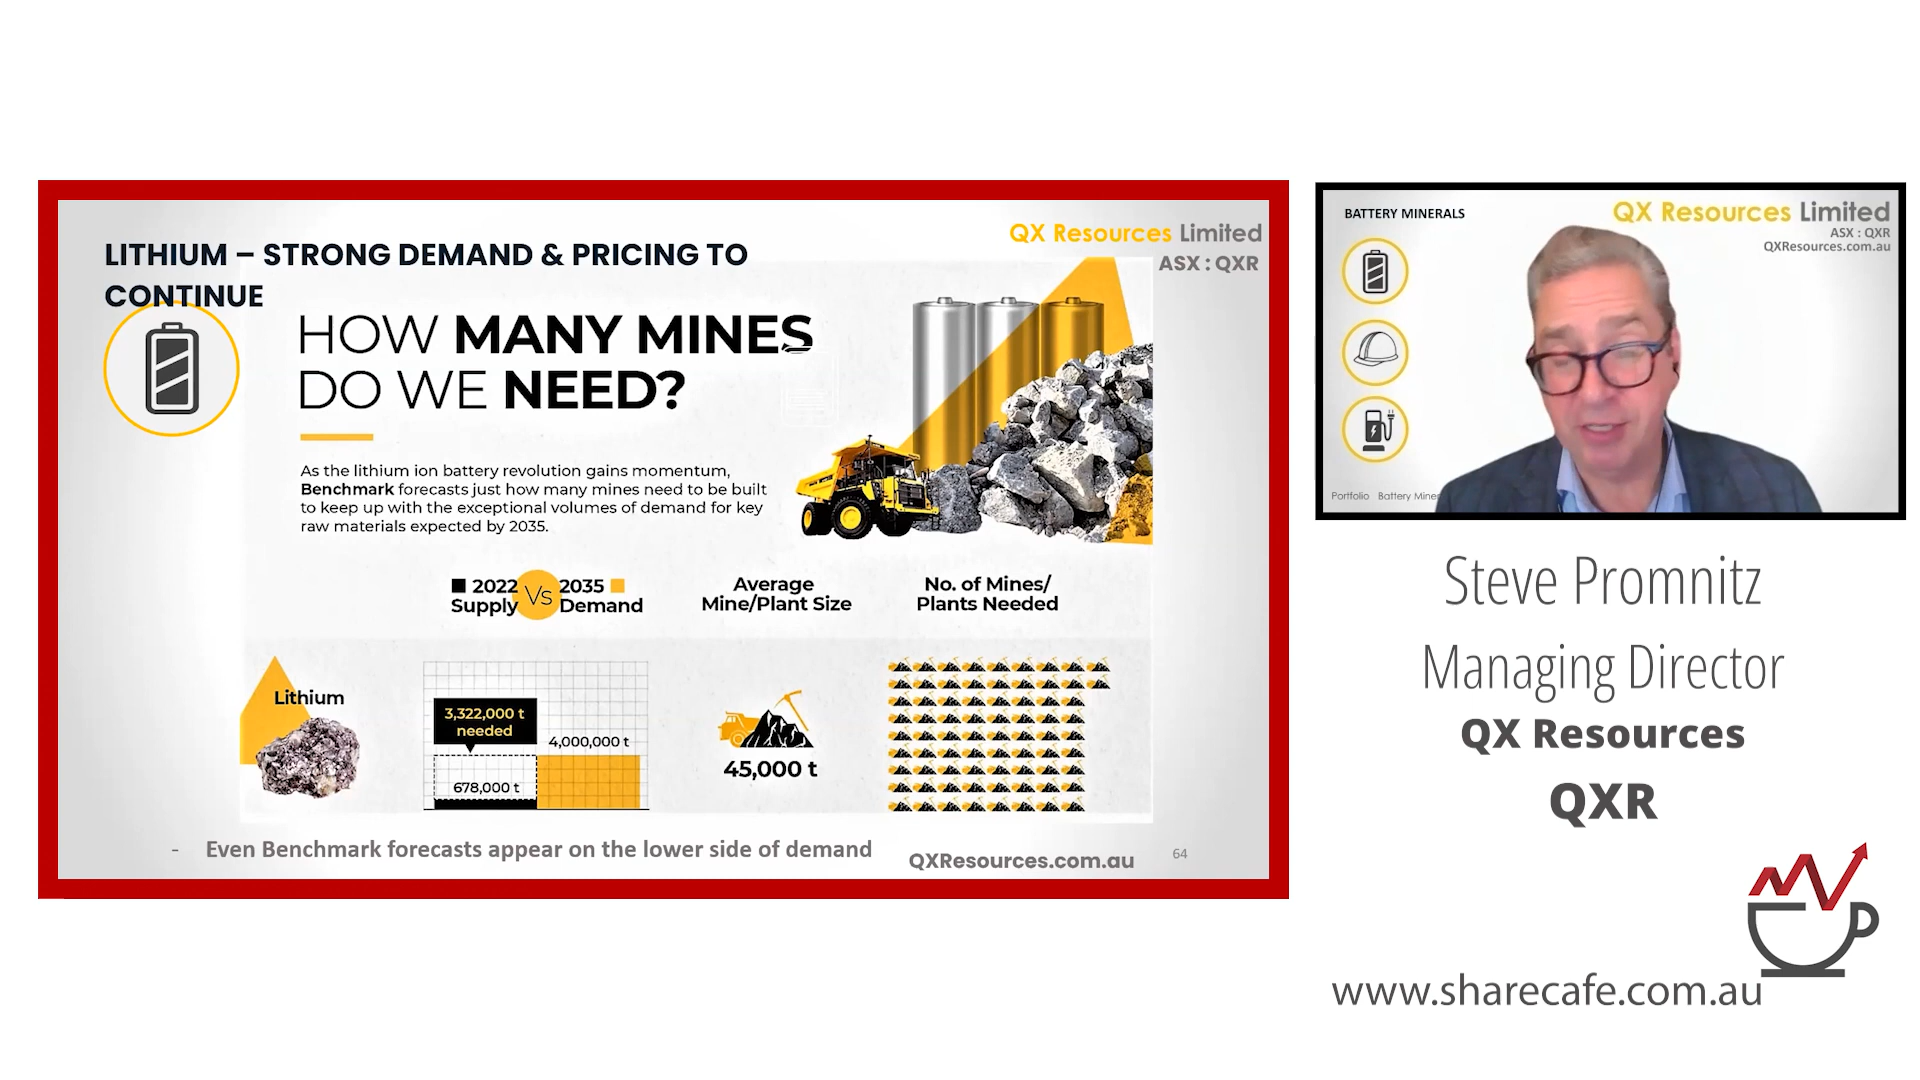 LITHIUM – STRONG DEMAND & PRICING TO
CONTINUE
QX Resources Limited
ASX : QXR
HOW MANY MINES
DO WE NEED?
As the lithium ion battery revolution gains momentum,
Benchmark forecasts just how many mines need to be built
to keep up with the exceptional volumes of demand for key
raw materials expected by 2035.
2022 Vs 2035
Supply Demand
Average
Mine/Plant Size
No. of Mines/
Plants Needed
Lithium
3,322,000 t
needed
4,000,000 t
678,000 t
45,000 t
- Even Benchmark forecasts appear on the lower side of demand
QXResources.com.au
64
BATTERY MINERALS
QX Resources Limited
ASX : QXR
QXResources.com.au
Portfolio Battery
Steve Promnitz
Managing Director
QX Resources
QXR
www.sharecafe.com.au